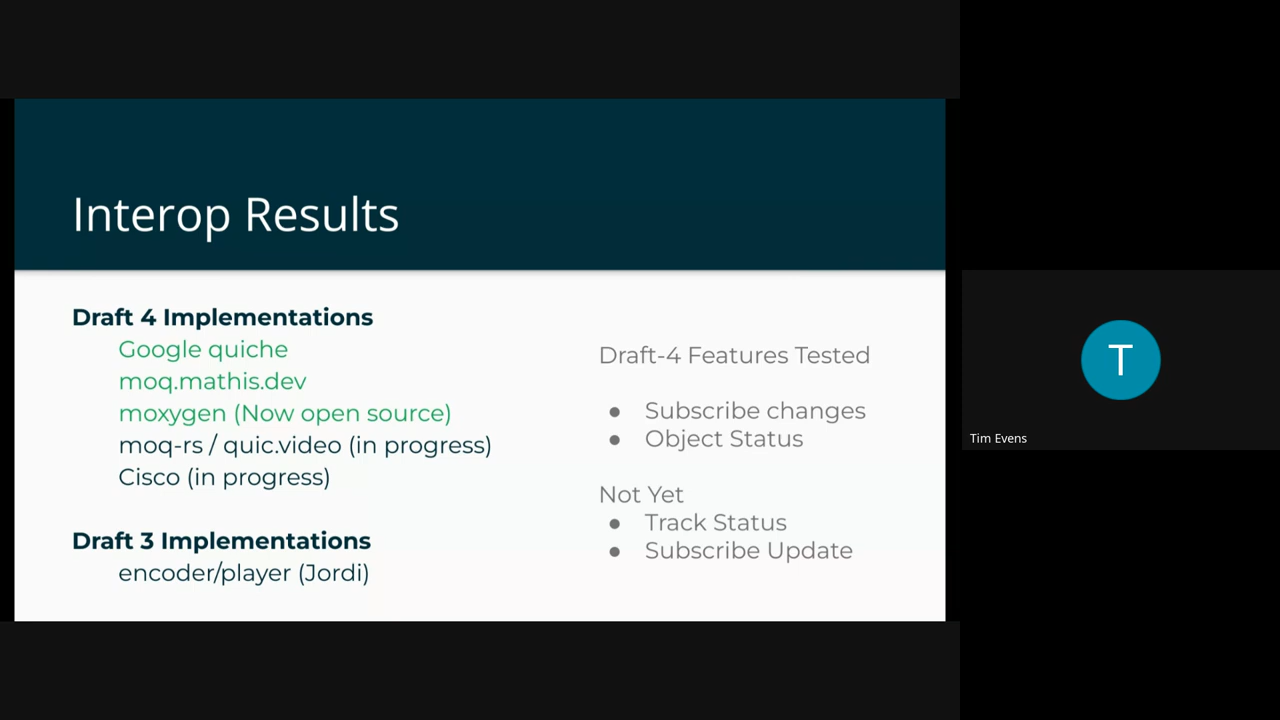 Interop Results
Draft 4 Implementations
Google quiche
moq.mathis.dev
moxygen (Now open source)
moq-rs / quic.video (in progress)
Cisco (in progress)
Draft 3 Implementations
encoder/player (Jordi)
Draft-4 Features Tested
● Subscribe changes
● Object Status
Not Yet
● Track Status
● Subscribe Update
T
Tim Evens